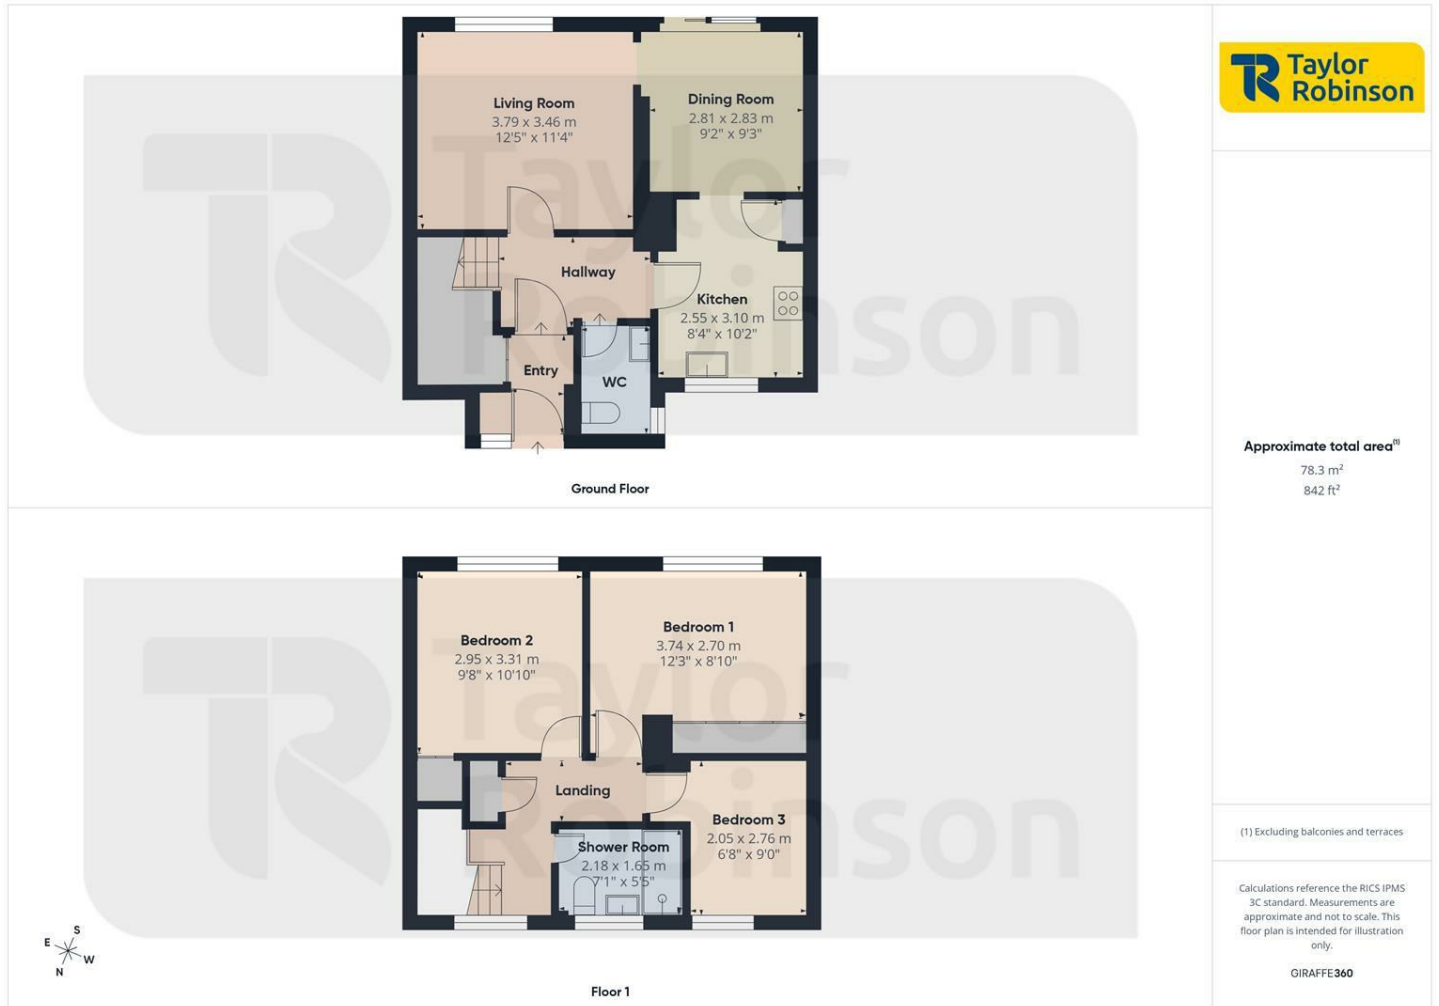 Living Room
3.79 x 3.46 m
12'5" x 11'4"
Dining Room
2.81 x 2.83 m
9'2" x 9'3"
Hallway
Kitchen
2.55 x 3.10 m
8'4" x 10'2"
Entry
WC
Taylor
Robinson
Ground Floor
Bedroom 2
2.95 x 3.31 m
9'8" x 10'10"
Bedroom 1
3.74 x 2.70 m
12'3" x 8'10"
Landing
Bedroom 3
2.05 x 2.76 m
6'8" x 9'0"
Shower Room
2.18 x 1.65 m
7'1" x 5'5"
Taylor
Robinson
S
E
W
N
Floor 1
TR Taylor
Robinson
Approximate total area(1)
78.3 m²
842 ft²
(1) Excluding balconies and terraces
Calculations reference the RICS IPMS
3C standard. Measurements are
approximate and not to scale. This
floor plan is intended for illustration
only.
GIRAFFE360